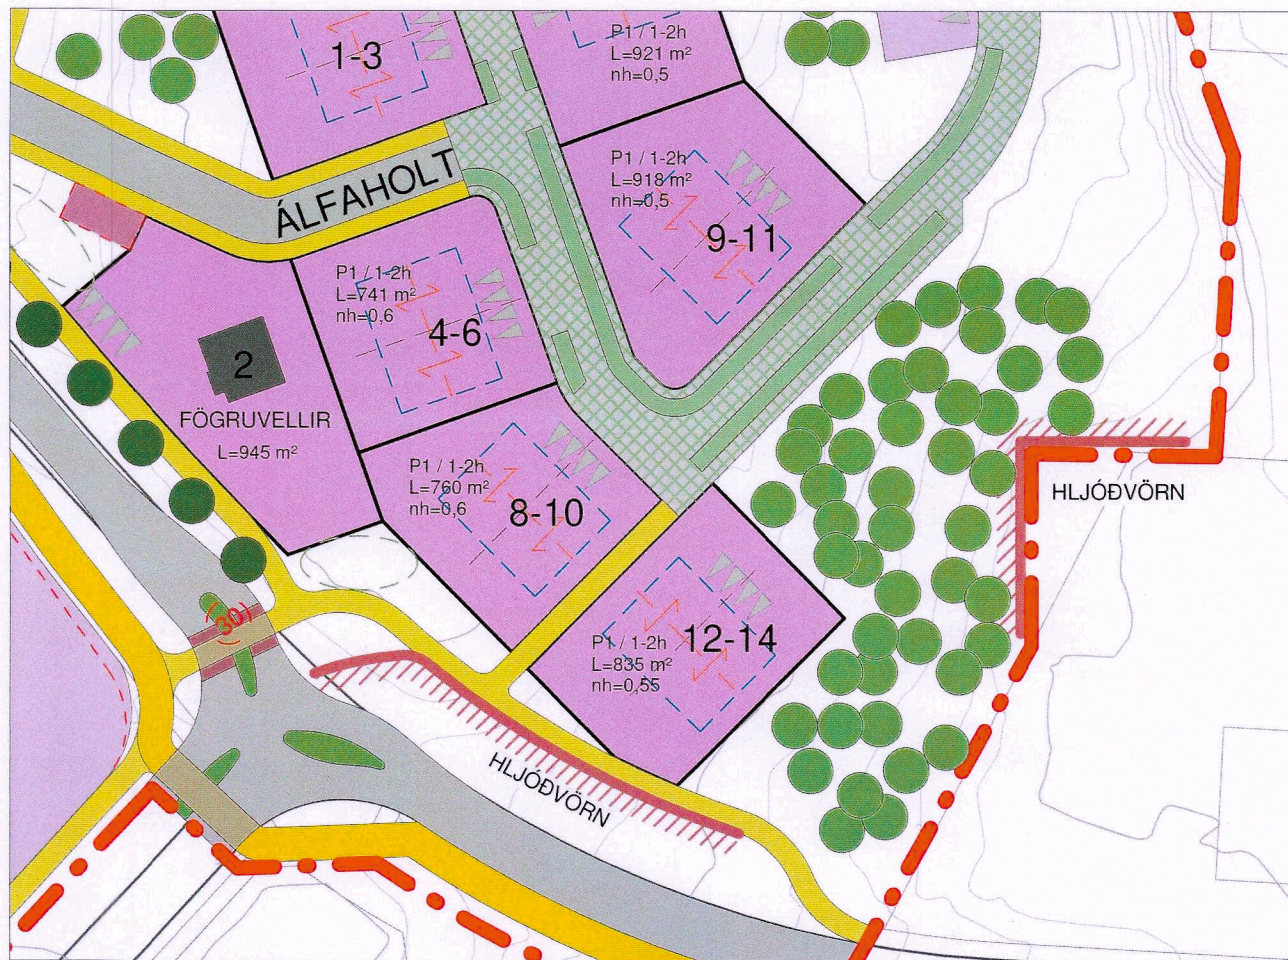 1-3
P1 / 1-2h
L=921 m²
nh=0,5
ÁLFAHOLT
P1 / 1-2h
L=918 m²
nh=0,5
9-11
P1 / 1-2h
L=741 m²
nh=0,6
4-6
2
FÖGRUVELLIR
L=945 m²
P1 / 1-2h
L=760 m²
nh=0,6
8-10
HLJÓÐVÖRN
(30)
P1 / 1-2h
L=835 m²
nh=0,55
12-14
HLJÓÐVÖRN